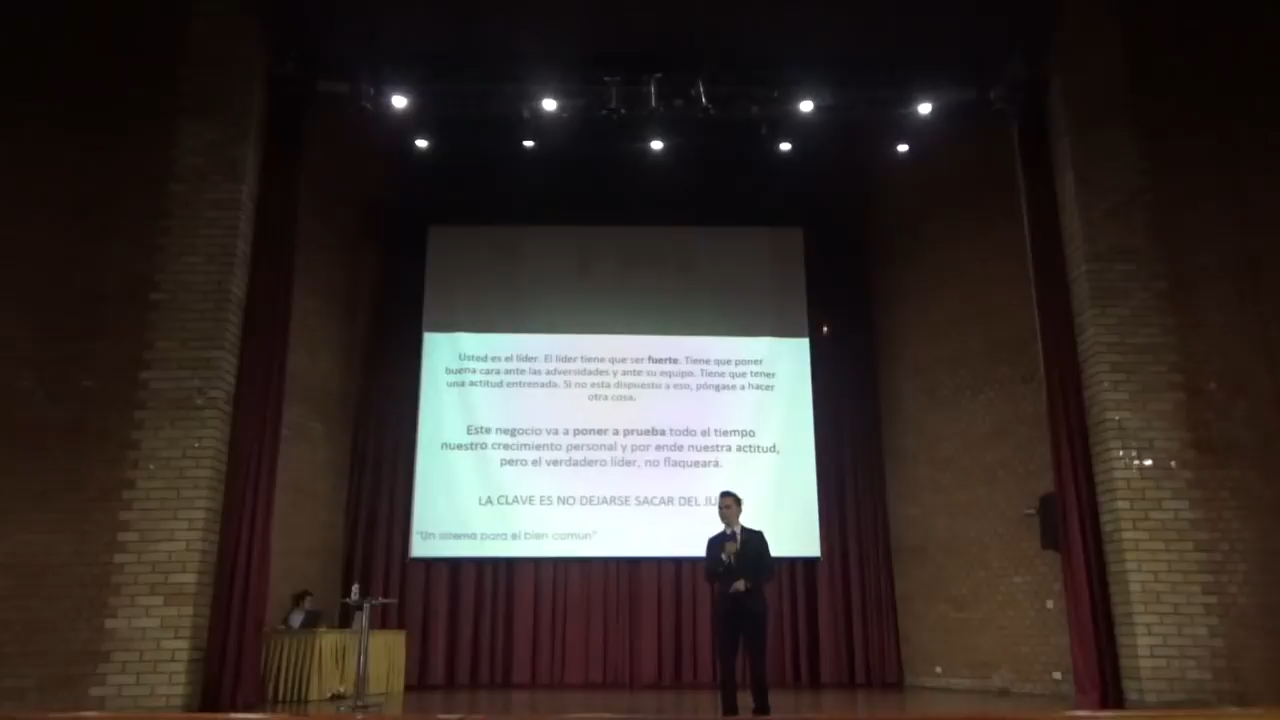 Usted es el líder. El líder tiene que ser fuerte. Tiene que poner
buena cara ante las adversidades y ante su equipo. Tiene que tener
una actitud entrenada. Si no esta dispuesto a eso, póngase a hacer
otra cosa.
Este negocio va a poner a prueba todo el tiempo
nuestro crecimiento personal y por ende nuestra actitud,
pero el verdadero líder, no flaqueará.
LA CLAVE ES NO DEJARSE SACAR DEL
"Un sistema para el bien comun"